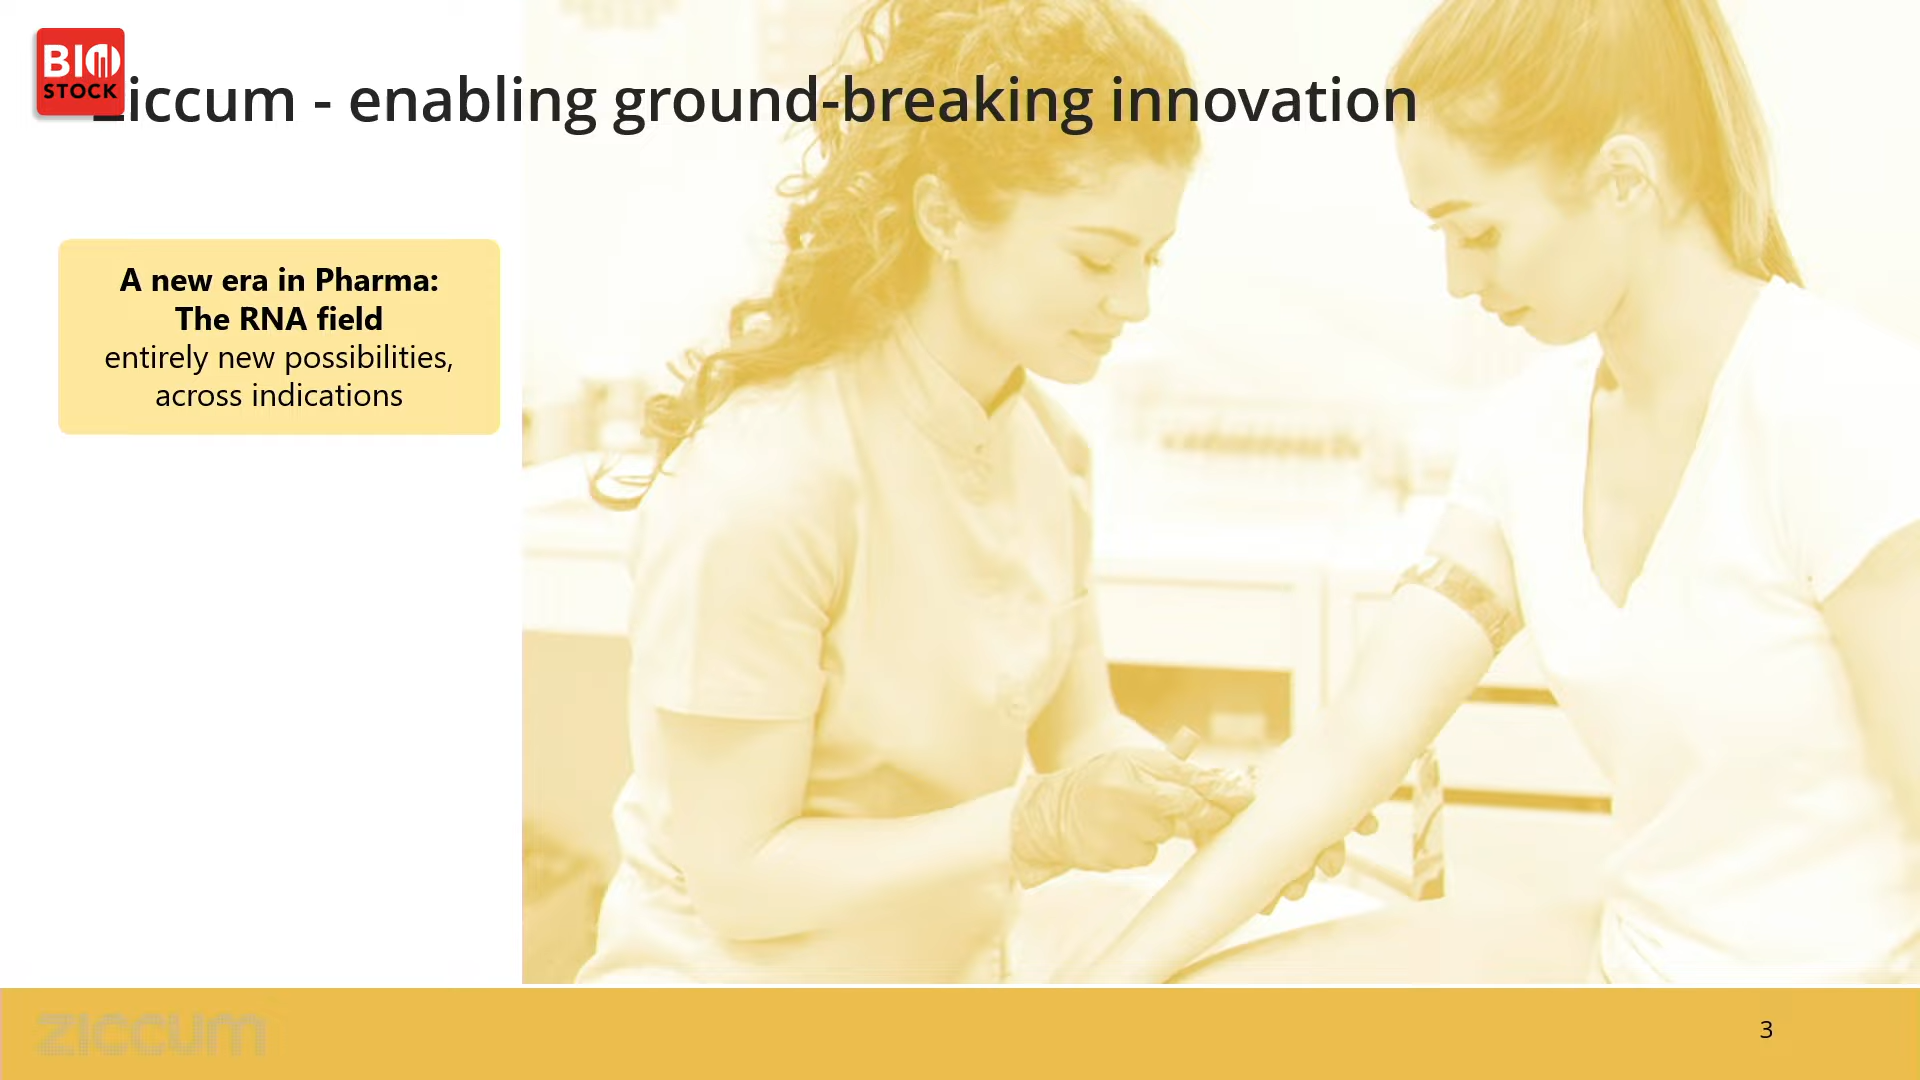 BIO
STOCK
Ziccum - enabling ground-breaking innovation
A new era in Pharma:
The RNA field
entirely new possibilities,
across indications
ziccum
3